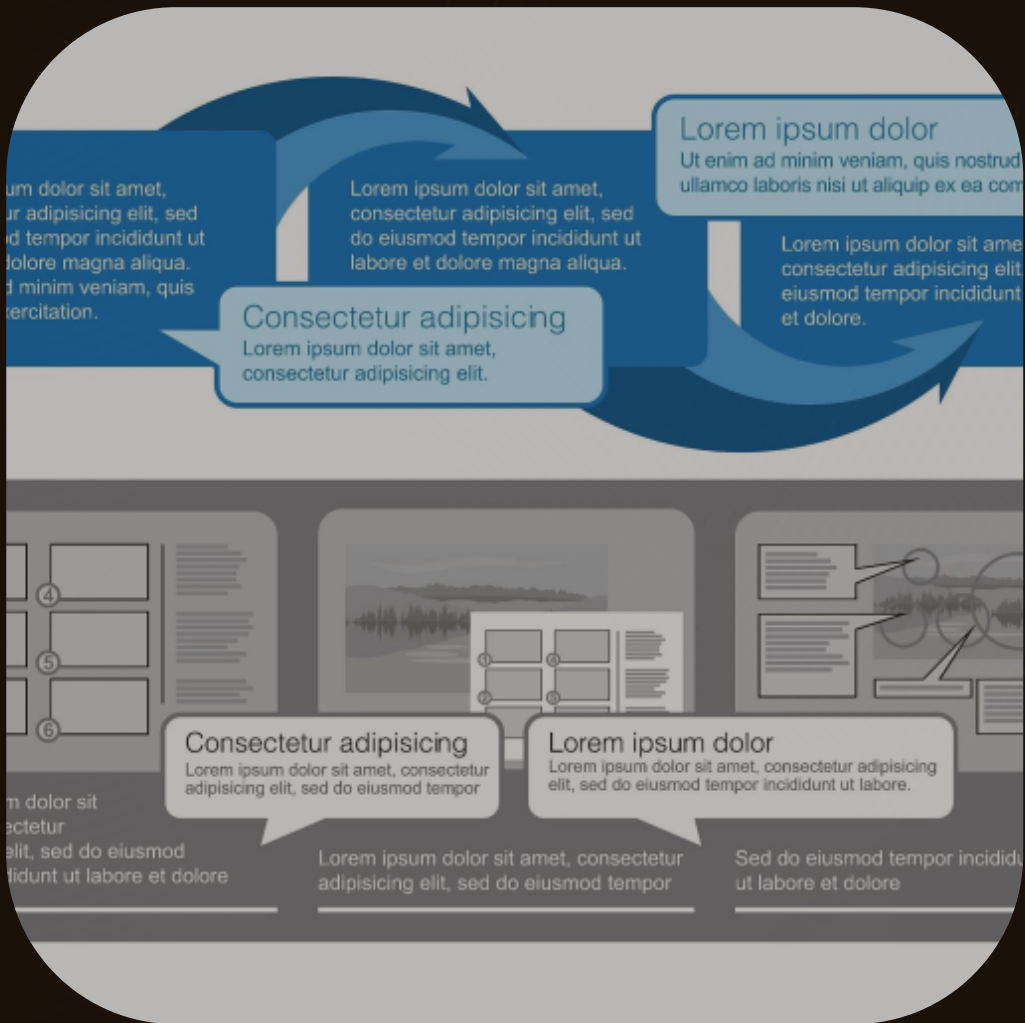 um dolor sit amet,
ur adipisicing elit, sed
od tempor incididunt ut
dolore magna aliqua.
d minim veniam, quis
xercitation.
Lorem ipsum dolor sit amet,
consectetur adipisicing elit, sed
do eiusmod tempor incididunt ut
labore et dolore magna aliqua.
Lorem ipsum dolor
Ut enim ad minim veniam, quis nostrud
ullamco laboris nisi ut aliquip ex ea com
Lorem ipsum dolor sit ame
consectetur adipisicing elit
eiusmod tempor incididunt
et dolore.
Consectetur adipisicing
Lorem ipsum dolor sit amet,
consectetur adipisicing elit.
4
5
6
1
2
4
5
Consectetur adipisicing
Lorem ipsum dolor sit amet, consectetur
adipisicing elit, sed do eiusmod tempor
Lorem ipsum dolor
Lorem ipsum dolor sit amet, consectetur adipisicing
elit, sed do eiusmod tempor incididunt ut labore.
m dolor sit
ectetur
elit, sed do eiusmod
didunt ut labore et dolore
Lorem ipsum dolor sit amet, consectetur
adipisicing elit, sed do eiusmod tempor
Sed do eiusmod tempor incididu
ut labore et dolore